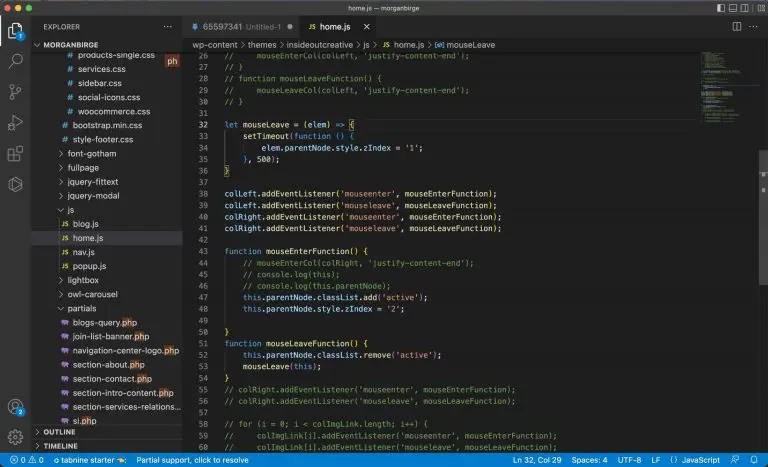 home.js — morganbirge
EXPLORER
MORGANBIRGE
products-single.css
ph
services.css
sidebar.css
social-icons.css
woocommerce.css
bootstrap.min.css
style-footer.css
font-gotham
fullpage
jquery-fittext
jquery-modal
js
JS blog.js
JS home.js
JS nav.js
JS popup.js
lightbox
owl-carousel
partials
blogs-query.php
join-list-banner.php
navigation-center-logo.php
section-about.php
section-contact.php
section-intro-content.php
section-services-relations...
si.php
OUTLINE
TIMELINE
65597341 Untitled-1
JS home.js
wp-content > themes > insideoutcreative > js > JS home.js > mouseLeave
26 //     mouseEnterCol(colLeft, 'justify-content-end');
27 // }
28 // function mouseLeaveFunction() {
29 //     mouseLeaveCol(colLeft, 'justify-content-end');
30 // }
31
32 let mouseLeave = (elem) => {
33     setTimeout(function () {
34         elem.parentNode.style.zIndex = '1';
35     }, 500);
36 }
37
38 colLeft.addEventListener('mouseenter', mouseEnterFunction);
39 colLeft.addEventListener('mouseleave', mouseLeaveFunction);
40 colRight.addEventListener('mouseenter', mouseEnterFunction);
41 colRight.addEventListener('mouseleave', mouseLeaveFunction);
42
43 function mouseEnterFunction() {
44     // mouseEnterCol(colRight, 'justify-content-end');
45     // console.log(this);
46     // console.log(this.parentNode);
47     this.parentNode.classList.add('active');
48     this.parentNode.style.zIndex = '2';
49
50 }
51 function mouseLeaveFunction() {
52     this.parentNode.classList.remove('active');
53     mouseLeave(this);
54 }
55 // colRight.addEventListener('mouseenter', mouseEnterFunction);
56 // colRight.addEventListener('mouseleave', mouseLeaveFunction);
57
58 // for (i = 0; i < colImgLink.length; i++) {
59 //     colImgLink[i].addEventListener('mouseenter', mouseEnterFunction);
60 //     colImgLink[i].addEventListener('mouseleave', mouseLeaveFunction);
1
2
0 0 tabnine starter Partial support, click to resolve Ln 32, Col 29 Spaces: 4 UTF-8 LF {} JavaScript